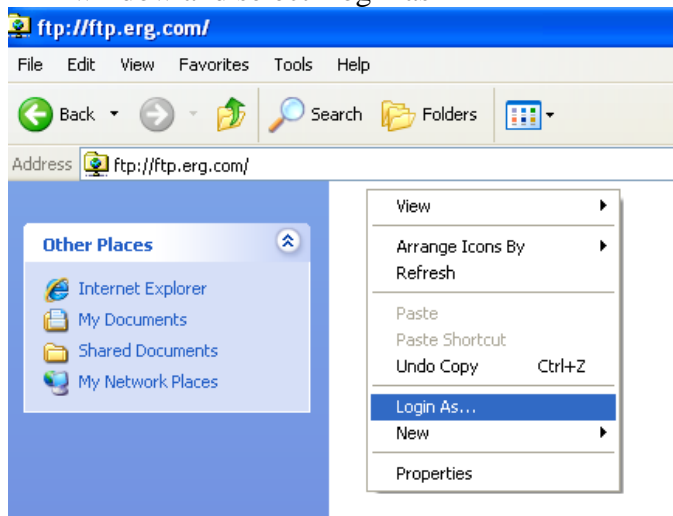 ftp://ftp.erg.com/
File Edit View Favorites Tools Help
Back Search Folders
Address ftp://ftp.erg.com/
Other Places
Internet Explorer
My Documents
Shared Documents
My Network Places
View
Arrange Icons By
Refresh
Paste
Paste Shortcut
Undo Copy Ctrl+Z
Login As...
New
Properties